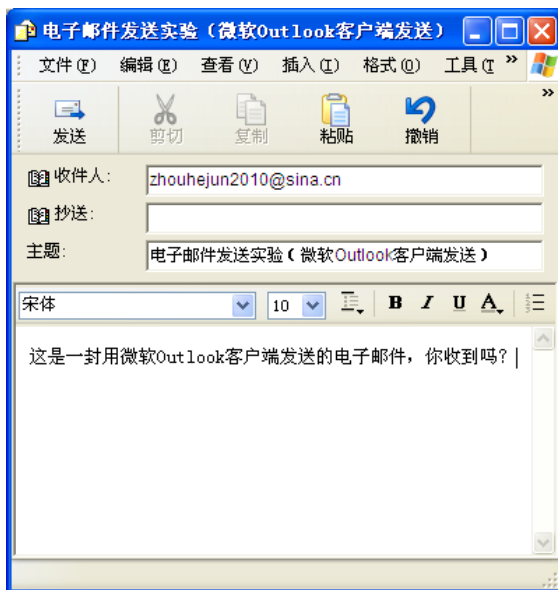 电子邮件发送实验（微软Outlook客户端发送）
文件(F) 编辑(E) 查看(V) 插入(I) 格式(O) 工具(T »
发送 剪切 复制 粘贴 撤销 »
收件人: zhouhejun2010@sina.cn
抄送:
主题: 电子邮件发送实验（微软Outlook客户端发送）
宋体 10 B I U A
这是一封用微软Outlook客户端发送的电子邮件，你收到吗?